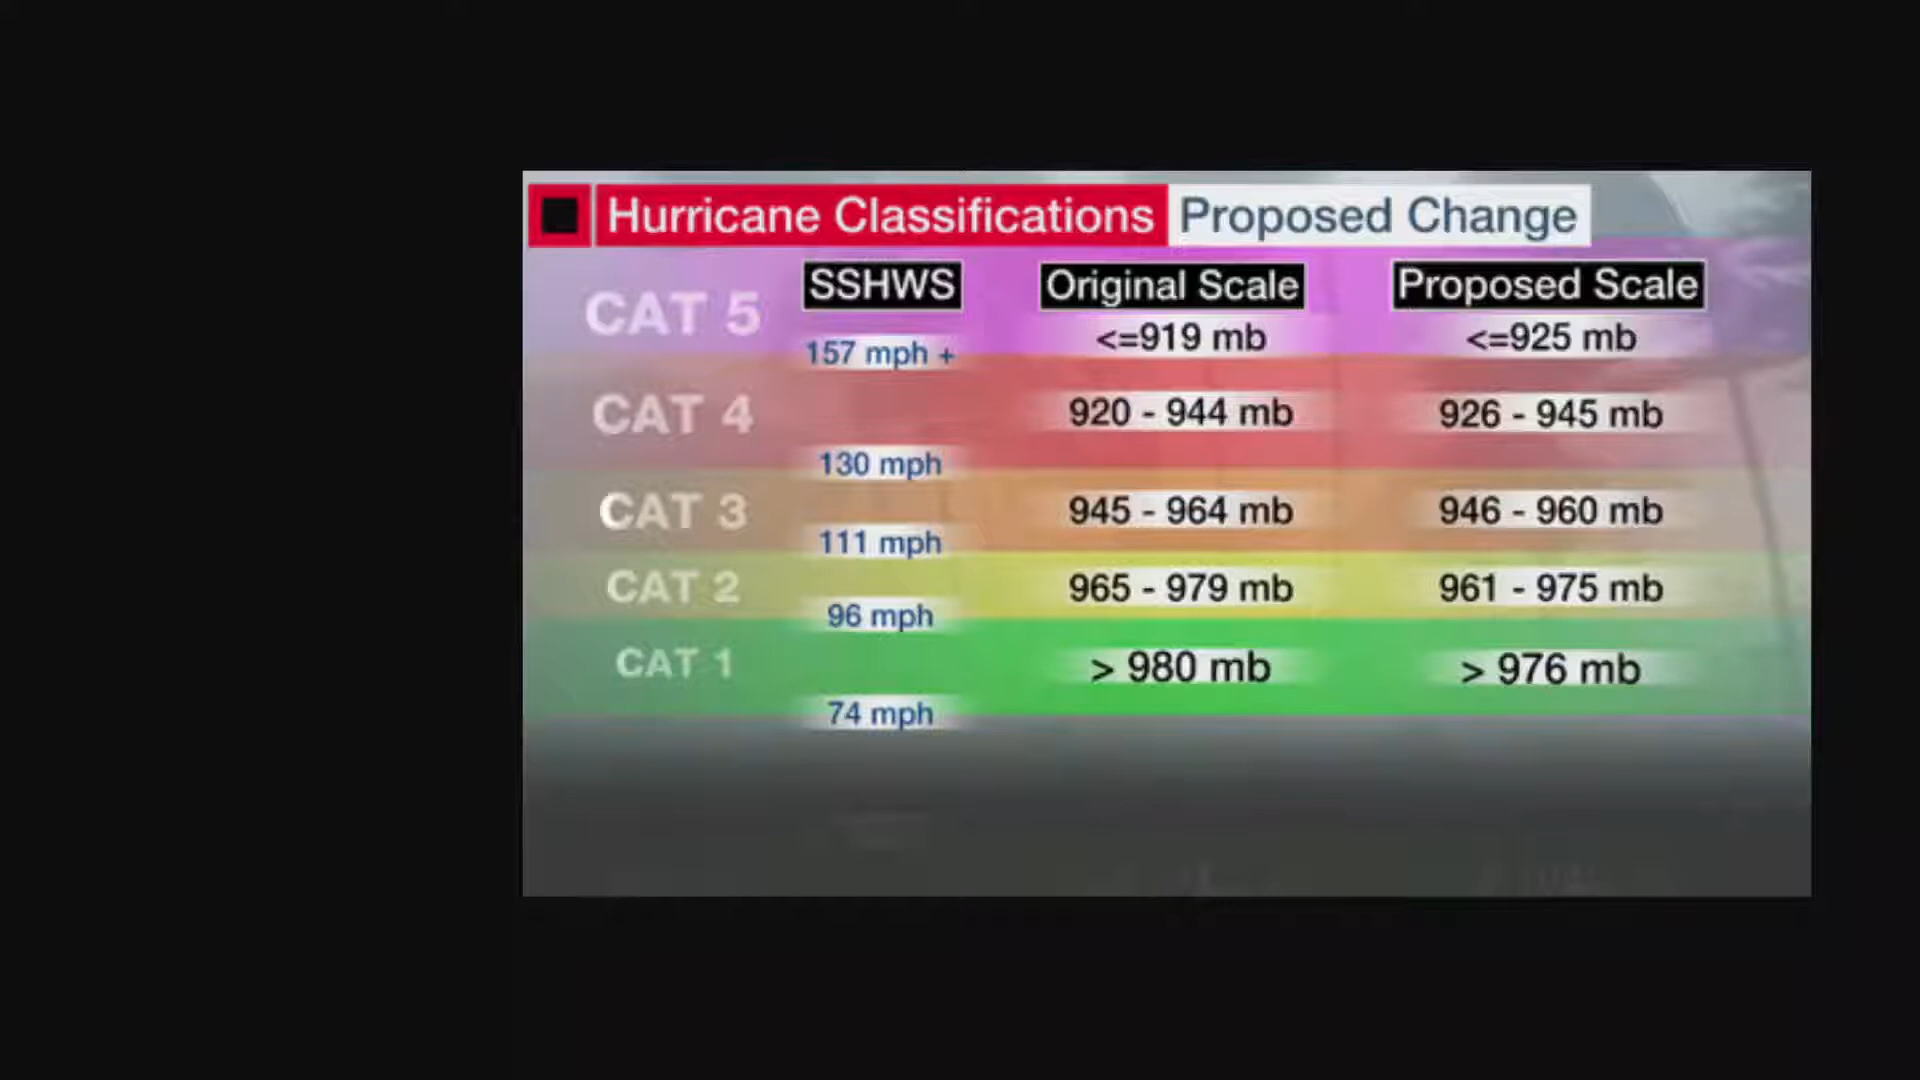 Hurricane Classifications Proposed Change
SSHWS Original Scale Proposed Scale
CAT 5 157 mph + <=919 mb <=925 mb
CAT 4 920 - 944 mb 926 - 945 mb
130 mph
CAT 3 945 - 964 mb 946 - 960 mb
111 mph
CAT 2 965 - 979 mb 961 - 975 mb
96 mph
CAT 1 > 980 mb > 976 mb
74 mph